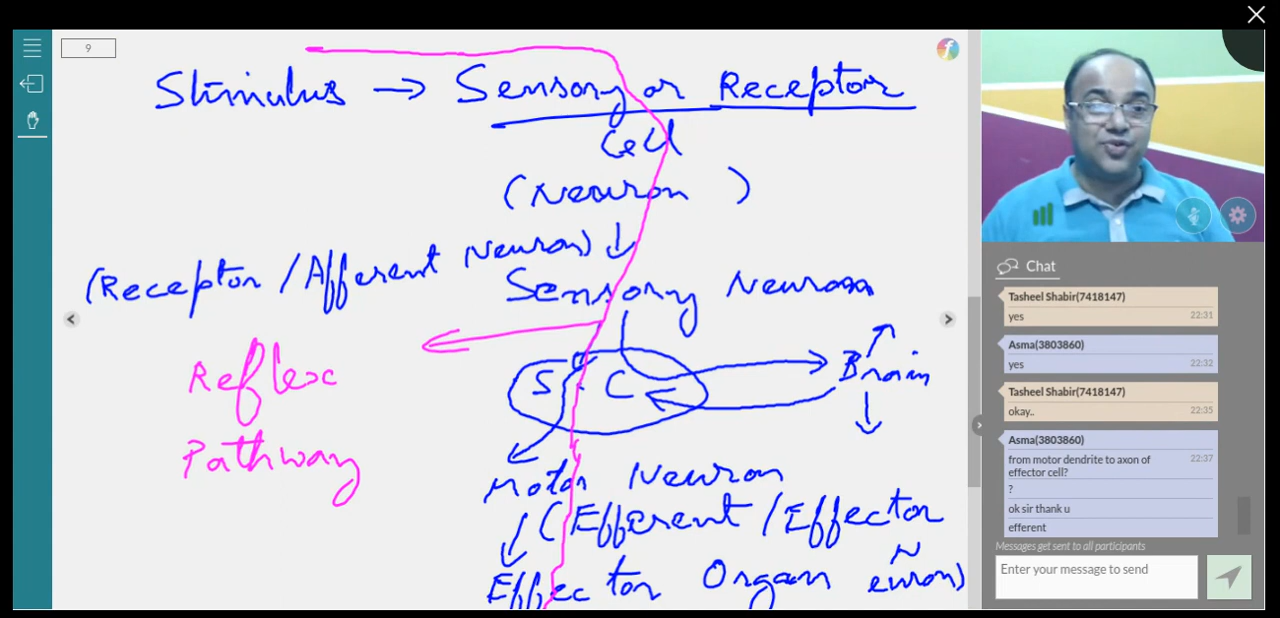 9
Stimulus → Sensory or Receptor
Cell
(Neuron )
(Receptor / Afferent Neuron) ↓
Sensory Neuron
Reflex
Pathway
S. C
Brain
Motor Neuron
(Efferent / Effector
Neuron)
Effector Organ
Chat
Tasheel Shabir(7418147)
yes 22:31
Asma(3803860)
yes 22:32
Tasheel Shabir(7418147)
okay.. 22:35
Asma(3803860)
from motor dendrite to axon of 22:37
effector cell?
?
ok sir thank u
efferent
Messages get sent to all participants
Enter your message to send